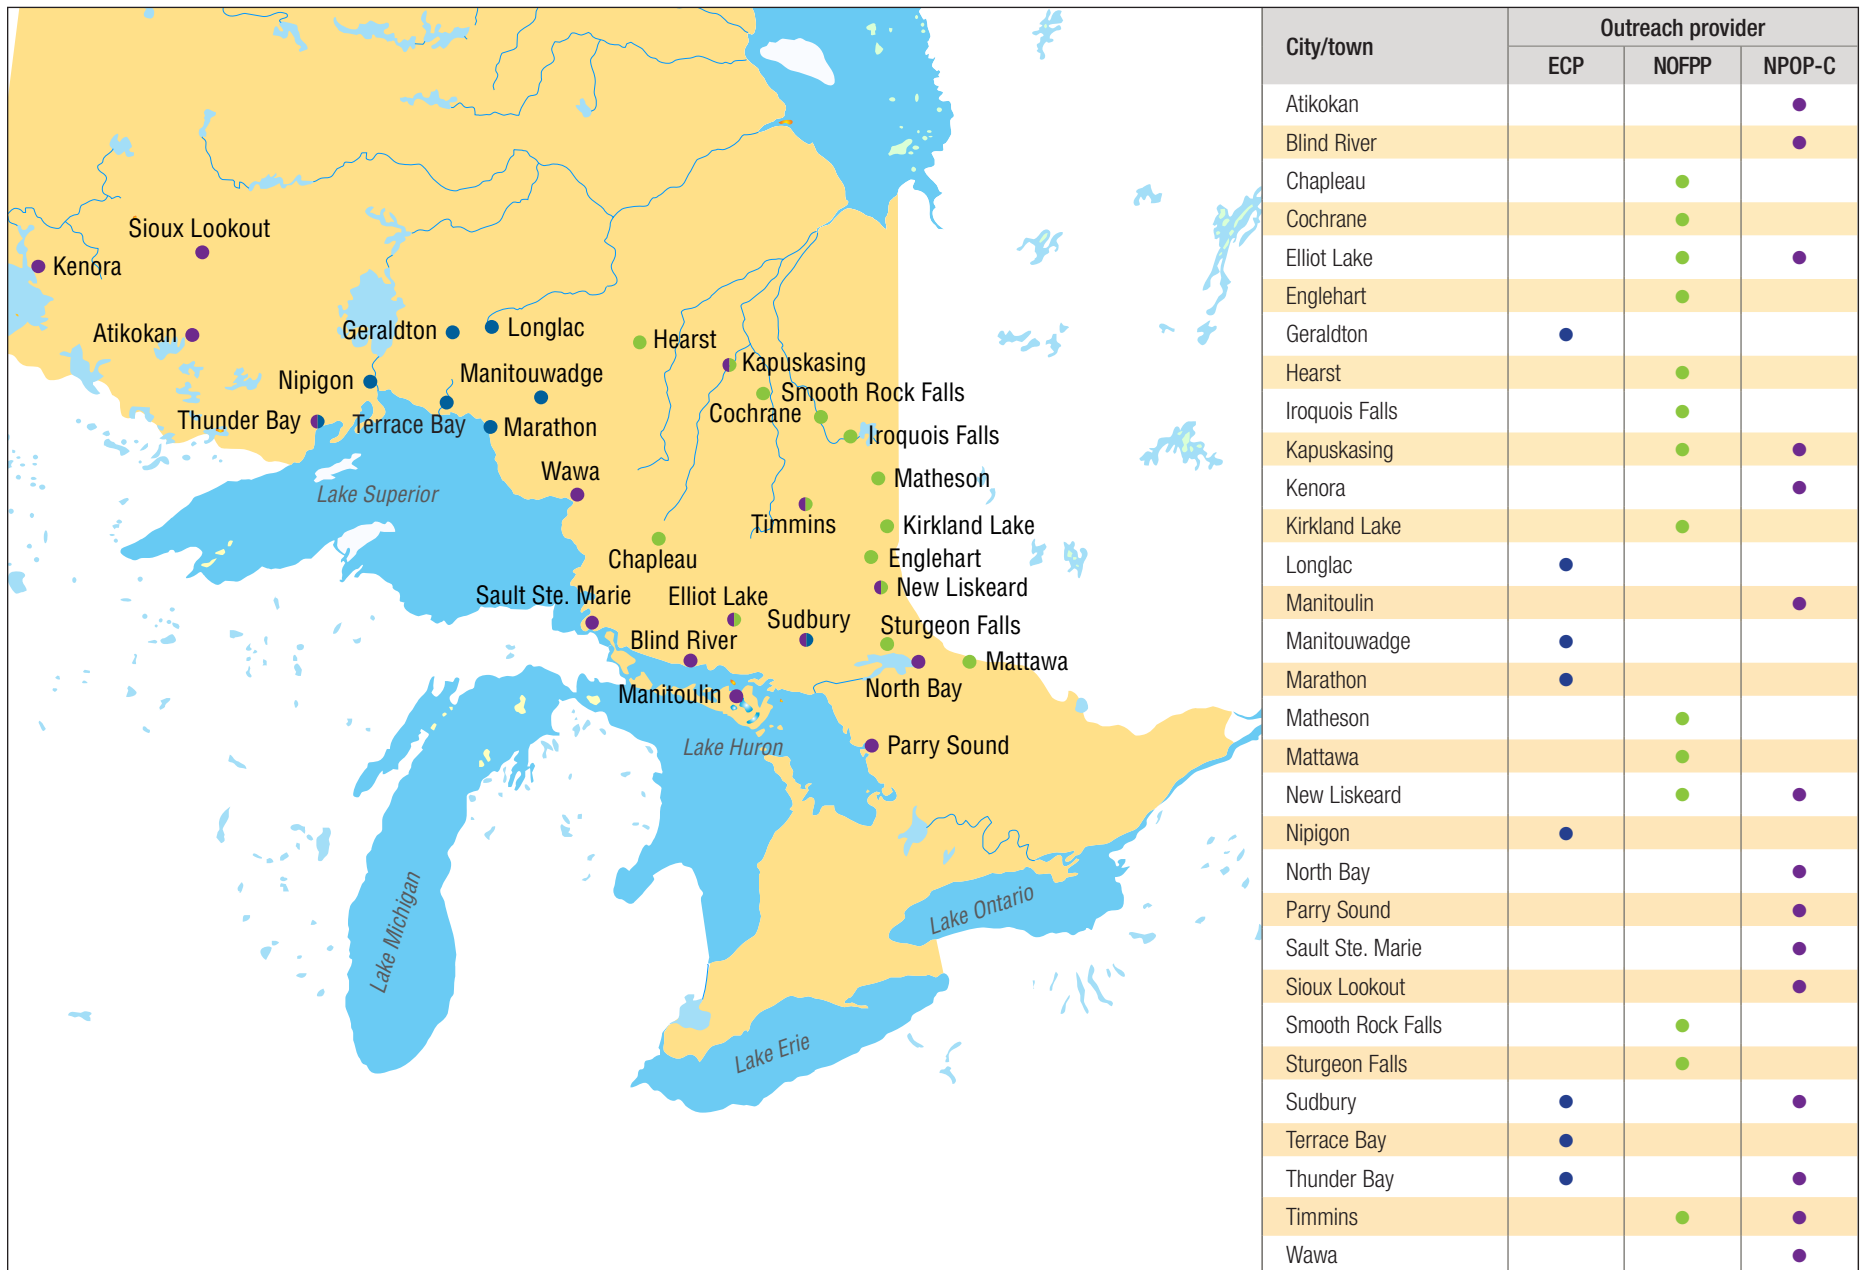 Sioux Lookout
Kenora
Atikokan
Geraldton
Longlac
Hearst
Kapuskasing
Nipigon
Manitouwadge
Smooth Rock Falls
Cochrane
Thunder Bay
Terrace Bay
Marathon
Iroquois Falls
Wawa
Matheson
Lake Superior
Timmins
Kirkland Lake
Chapleau
Englehart
New Liskeard
Sault Ste. Marie
Elliot Lake
Sudbury
Sturgeon Falls
Blind River
Mattawa
Manitoulin
North Bay
Lake Huron
Parry Sound
Lake Michigan
Lake Ontario
Lake Erie
City/town
Outreach provider
ECP NOFPP NPOP-C
Atikokan
Blind River
Chapleau
Cochrane
Elliot Lake
Englehart
Geraldton
Hearst
Iroquois Falls
Kapuskasing
Kenora
Kirkland Lake
Longlac
Manitoulin
Manitouwadge
Marathon
Matheson
Mattawa
New Liskeard
Nipigon
North Bay
Parry Sound
Sault Ste. Marie
Sioux Lookout
Smooth Rock Falls
Sturgeon Falls
Sudbury
Terrace Bay
Thunder Bay
Timmins
Wawa